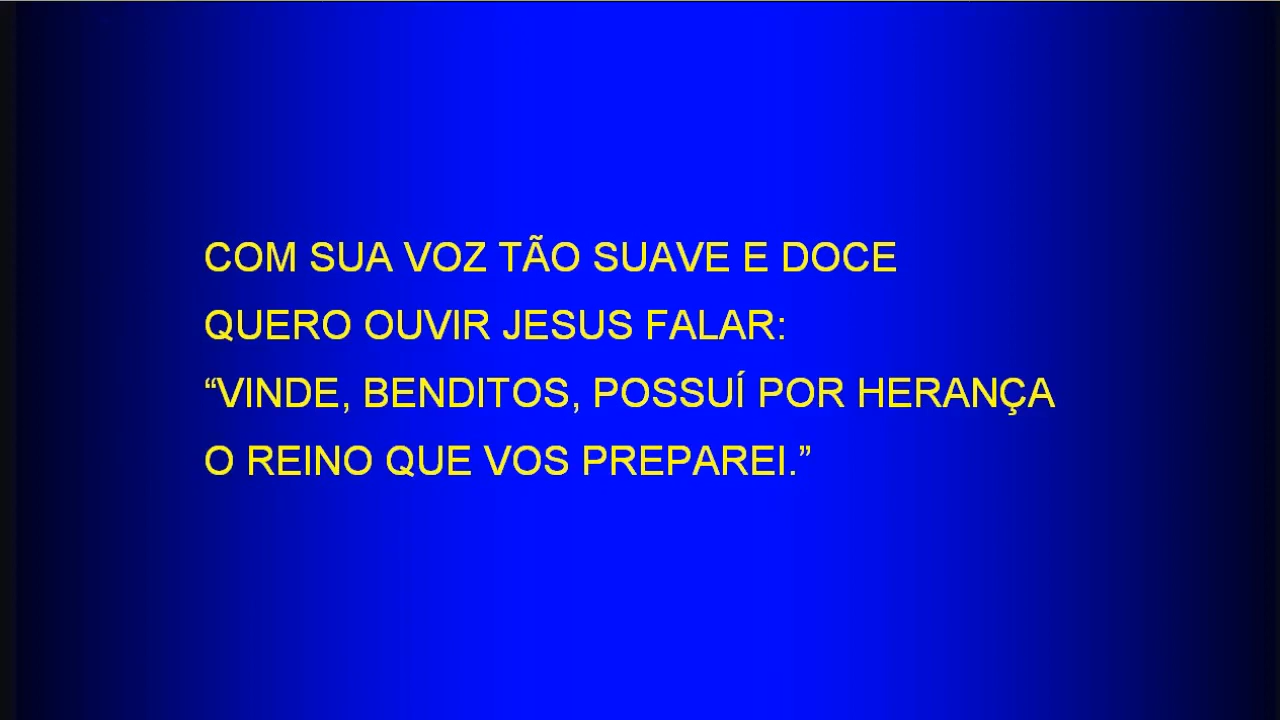 COM SUA VOZ TÃO SUAVE E DOCE
QUERO OUVIR JESUS FALAR:
“VINDE, BENDITOS, POSSUÍ POR HERANÇA
O REINO QUE VOS PREPAREI.”